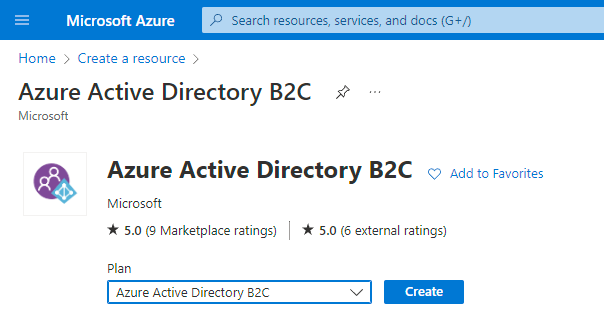 Microsoft Azure
Search resources, services, and docs (G+/)
Home > Create a resource >
Azure Active Directory B2C
Microsoft
Azure Active Directory B2C
Add to Favorites
Microsoft
★ 5.0 (9 Marketplace ratings) | ★ 5.0 (6 external ratings)
Plan
Azure Active Directory B2C
Create